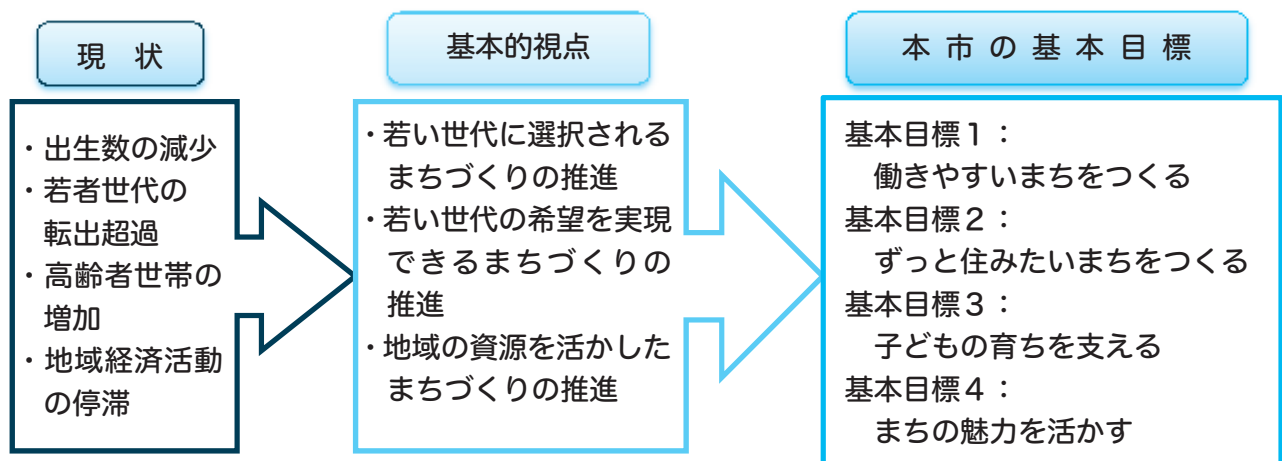 現　状
・出生数の減少
・若者世代の
転出超過
・高齢者世帯の
増加
・地域経済活動
の停滞
基本的視点
・若い世代に選択される
まちづくりの推進
・若い世代の希望を実現
できるまちづくりの
推進
・地域の資源を活かした
まちづくりの推進
本市の基本目標
基本目標１：
働きやすいまちをつくる
基本目標２：
ずっと住みたいまちをつくる
基本目標３：
子どもの育ちを支える
基本目標４：
まちの魅力を活かす